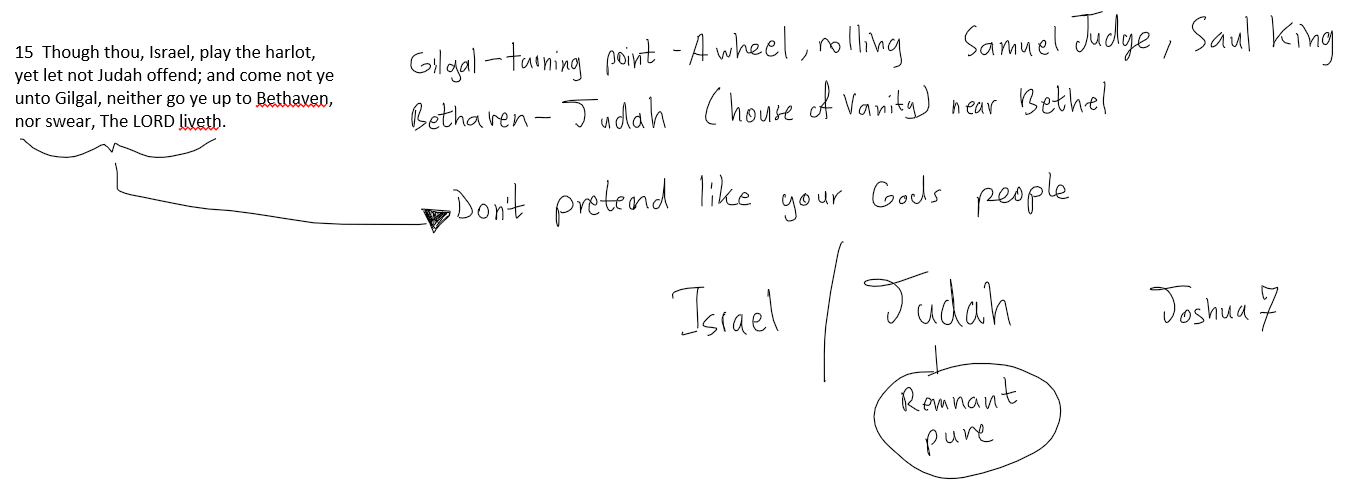 15 Though thou, Israel, play the harlot,
yet let not Judah offend; and come not ye
unto Gilgal, neither go ye up to Bethaven,
nor swear, The LORD liveth.
Gilgal - turning point - A wheel, rolling Samuel Judge, Saul King
Bethaven - Judah (house of Vanity) near Bethel
Don't pretend like your Gods people
Israel / Judah Joshua 7
Remnant
pure